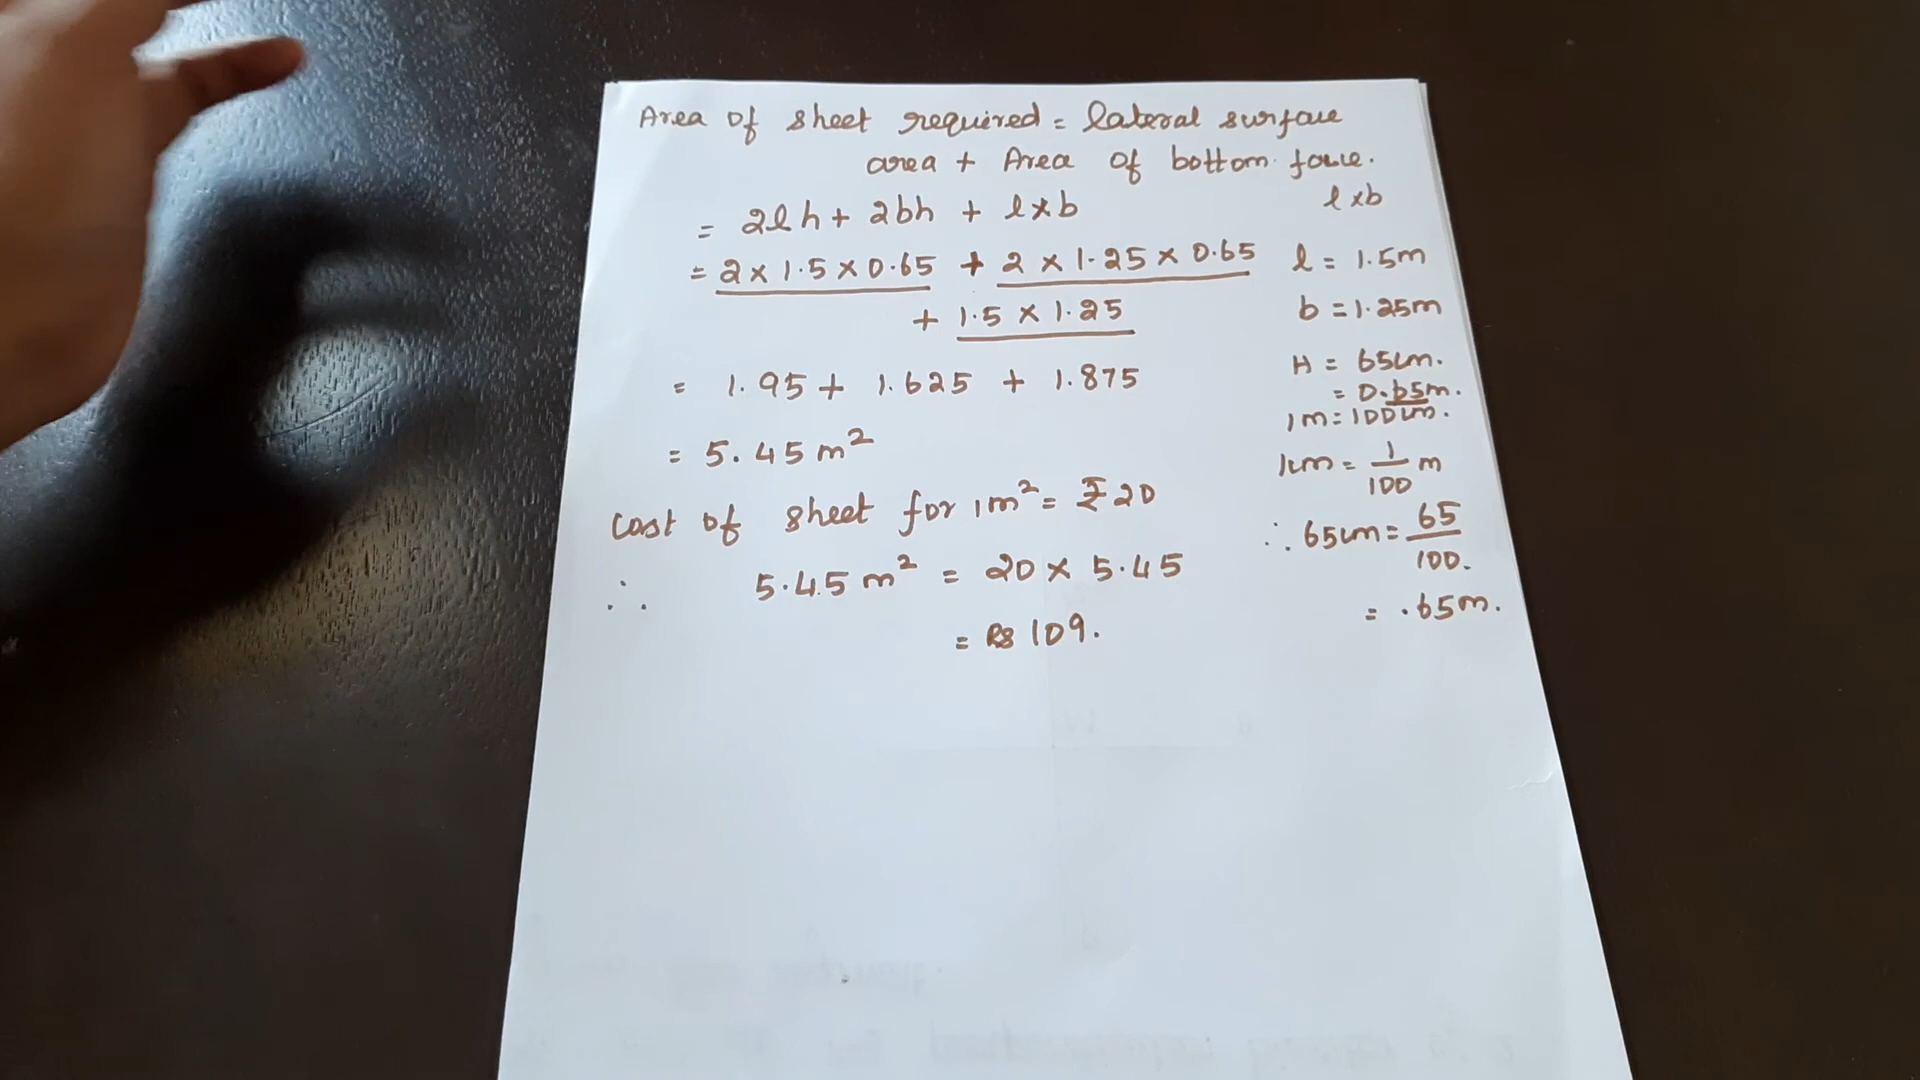 Area of sheet required = lateral surface
area + Area of bottom face.
l x b
= 2lh + 2bh + l x b
= 2 x 1.5 x 0.65 + 2 x 1.25 x 0.65
+ 1.5 x 1.25
= 1.95 + 1.625 + 1.875
= 5.45 m²
Cost of sheet for 1m² = ₹20
∴ 5.45 m² = 20 x 5.45
= Rs 109.
l = 1.5m
b = 1.25m
H = 65cm.
= 0.65m.
1m = 100cm.
1cm = 1/100 m
∴ 65cm = 65/100.
= .65m.